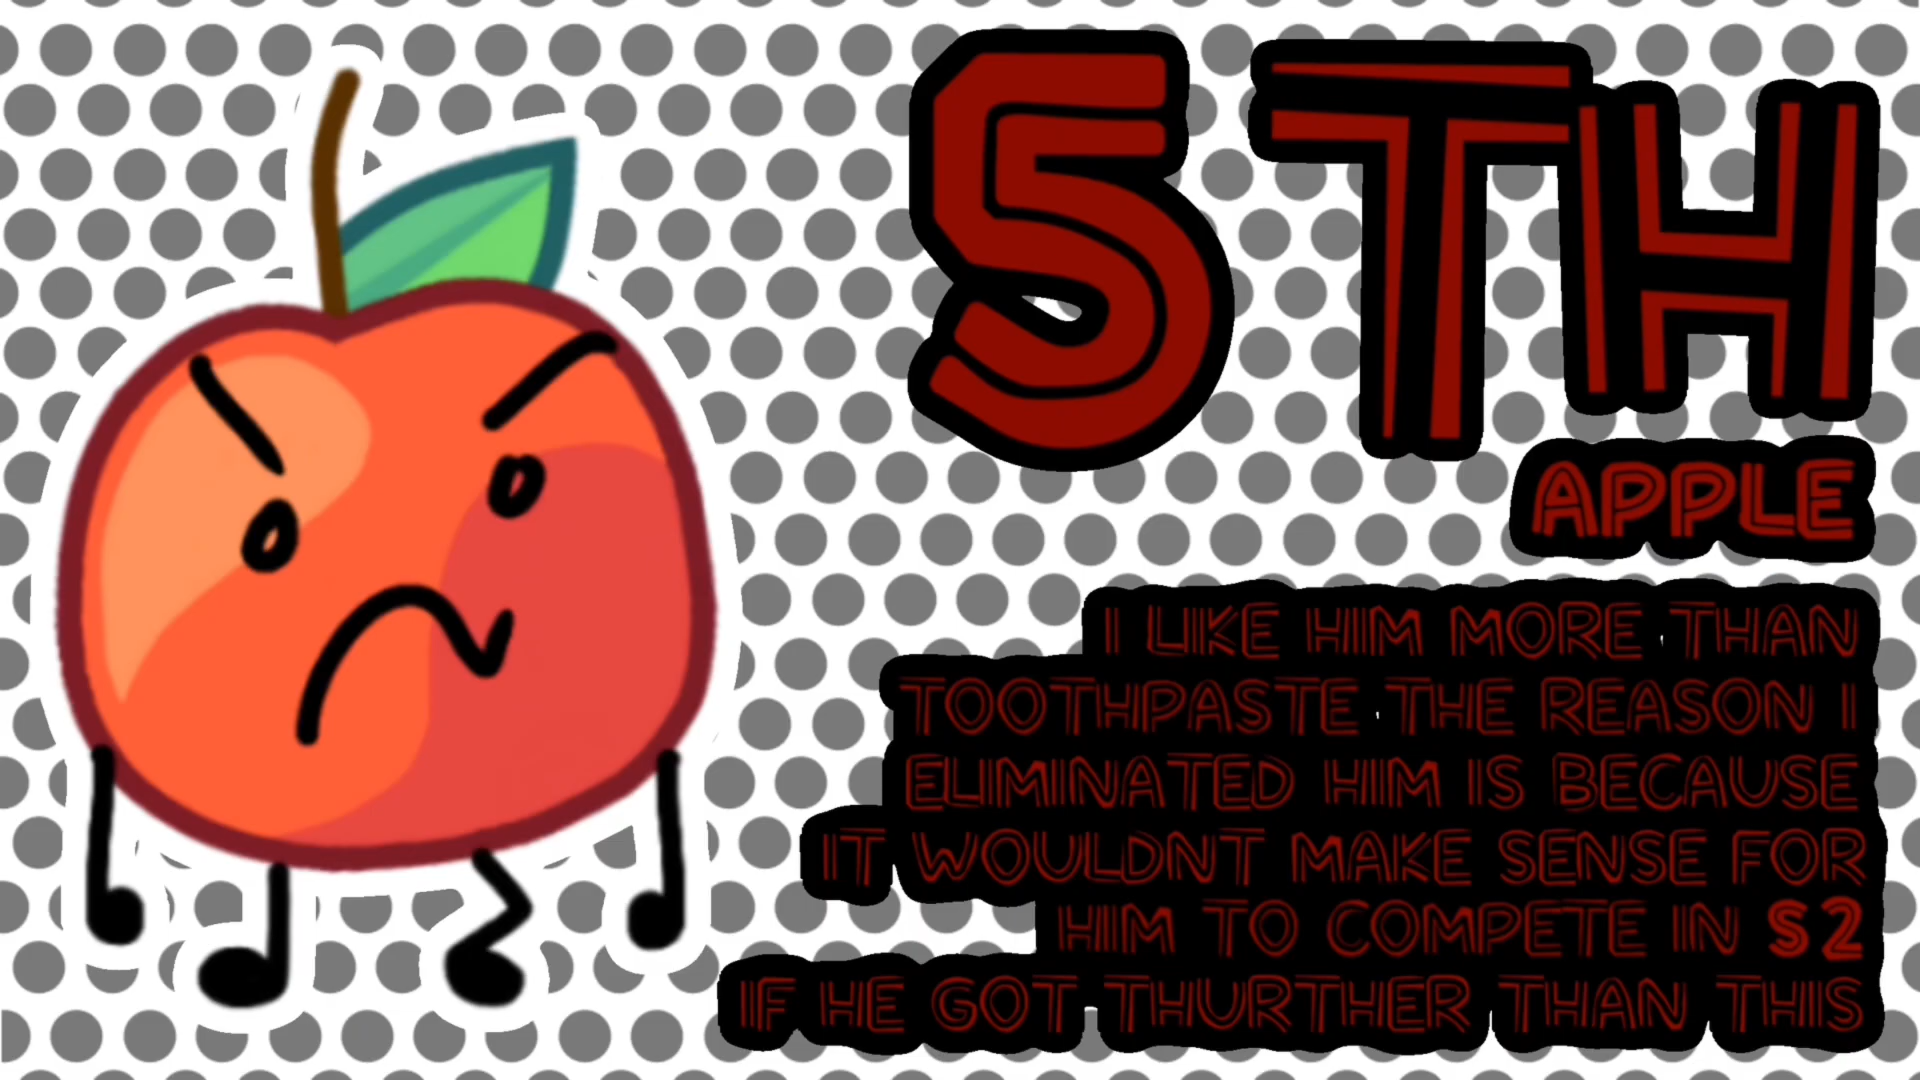 5TH
APPLE
I LIKE HIM MORE THAN
TOOTHPASTE THE REASON I
ELIMINATED HIM IS BECAUSE
IT WOULDNT MAKE SENSE FOR
HIM TO COMPETE IN S2
IF HE GOT THURTHER THAN THIS